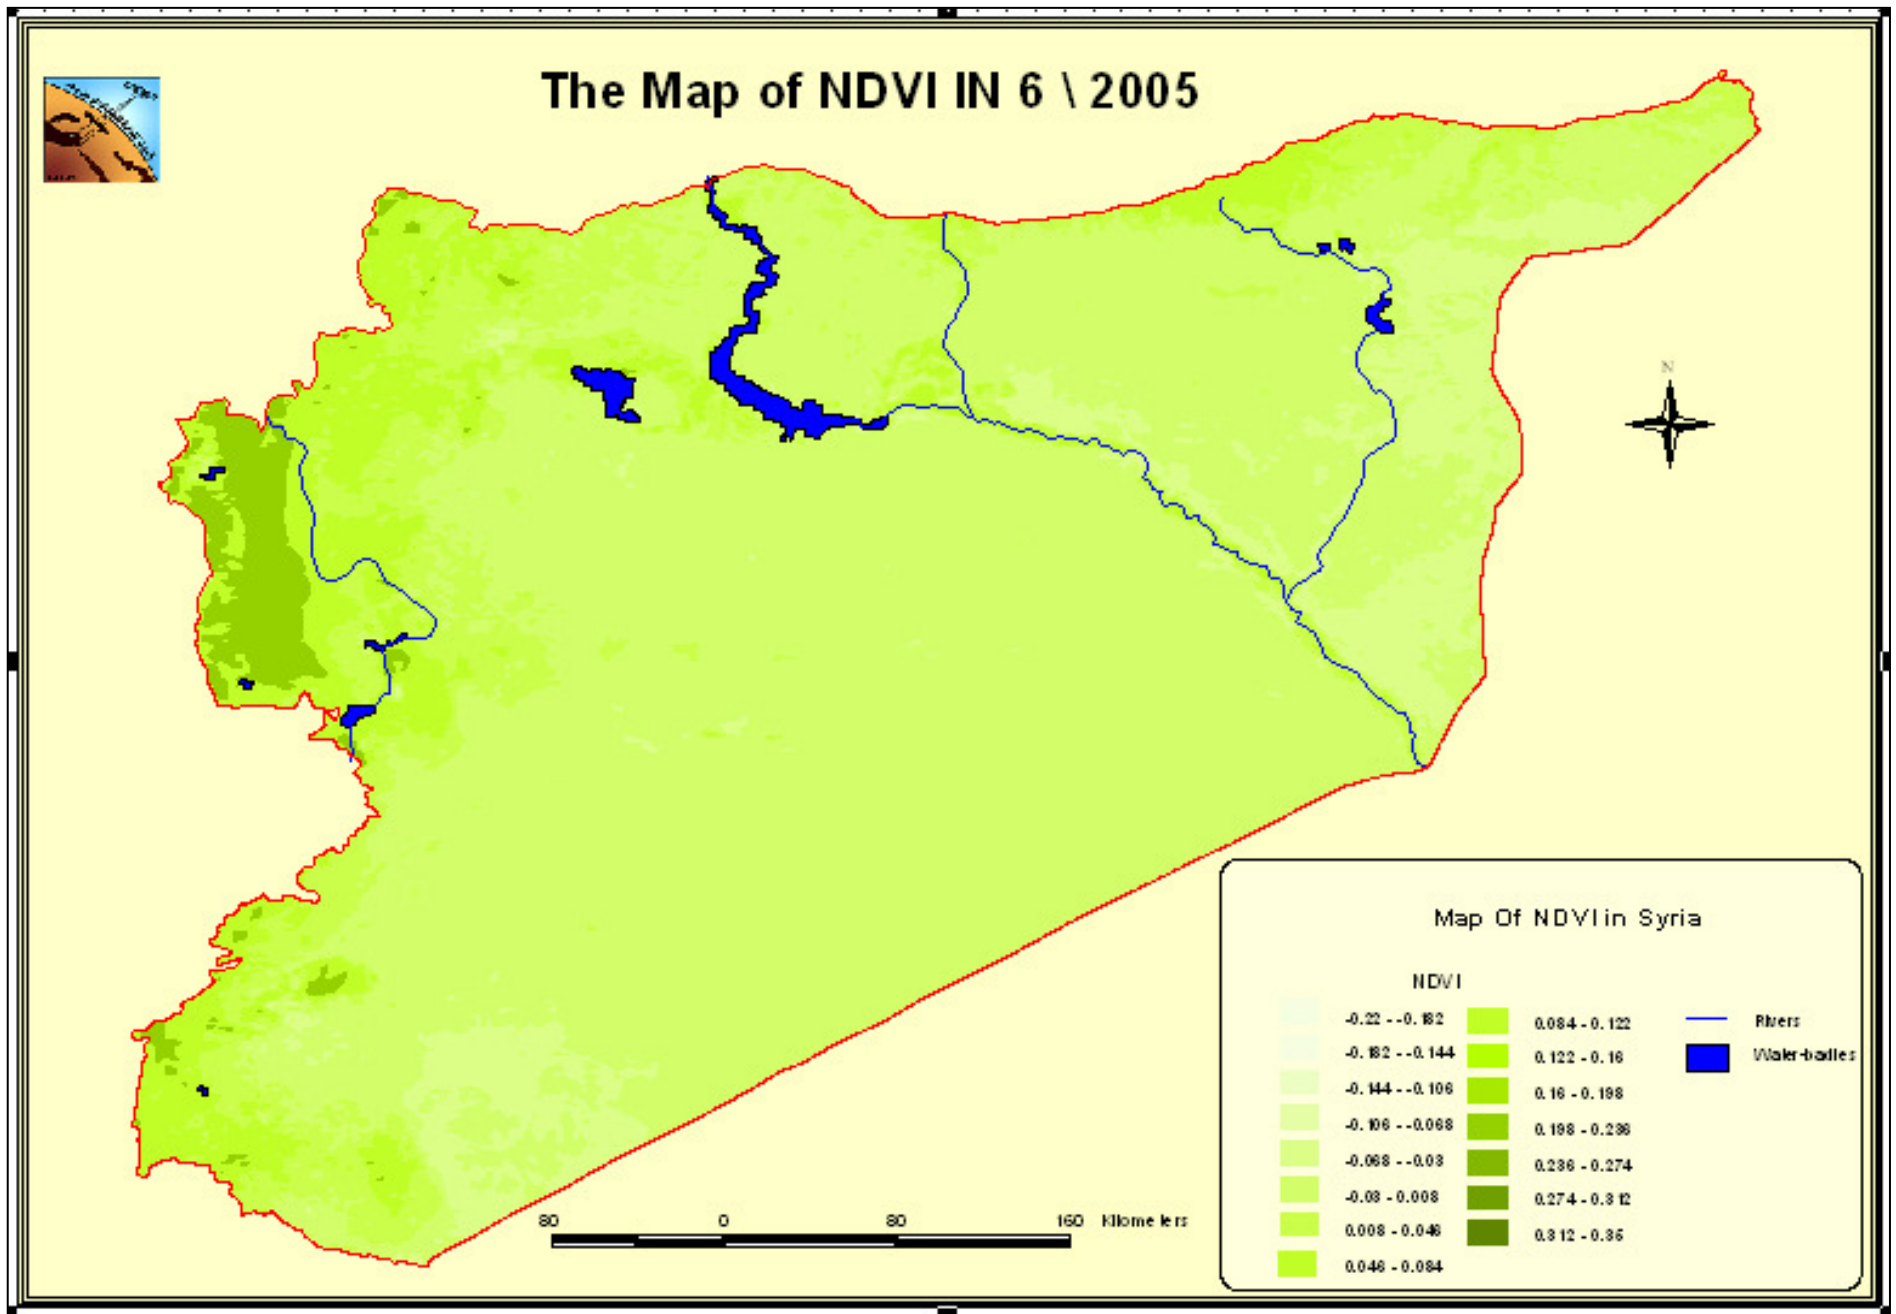 The Map of NDVI IN 6 \ 2005
N
Map Of NDVI in Syria
NDVI
-0.22 - -0.182
-0.182 - -0.144
-0.144 - -0.106
-0.106 - -0.068
-0.068 - -0.03
-0.03 - 0.008
0.008 - 0.046
0.046 - 0.084
0.084 - 0.122
0.122 - 0.16
0.16 - 0.198
0.198 - 0.236
0.236 - 0.274
0.274 - 0.312
0.312 - 0.35
Rivers
Water-badies
80 0 80 160 Kilometers